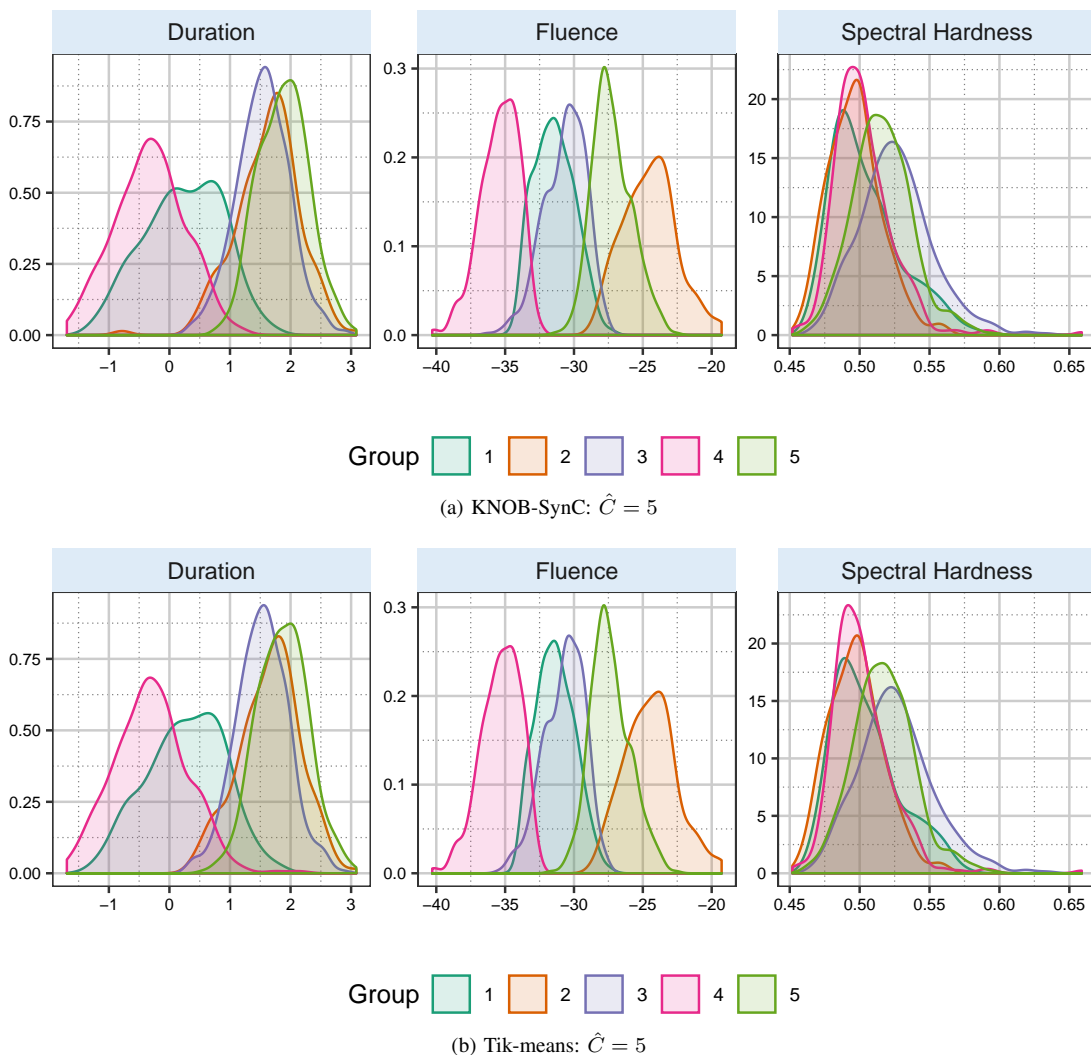 Duration Fluence Spectral Hardness
0.75
0.50
0.25
0.00
0.3
0.2
0.1
0.0
20
15
10
5
0
−1 0 1 2 3
−40 −35 −30 −25 −20
0.45 0.50 0.55 0.60 0.65
Group 1 2 3 4 5
(a) KNOB-SynC: Ĉ = 5
Duration Fluence Spectral Hardness
0.75
0.50
0.25
0.00
0.3
0.2
0.1
0.0
20
15
10
5
0
−1 0 1 2 3
−40 −35 −30 −25 −20
0.45 0.50 0.55 0.60 0.65
Group 1 2 3 4 5
(b) Tik-means: Ĉ = 5